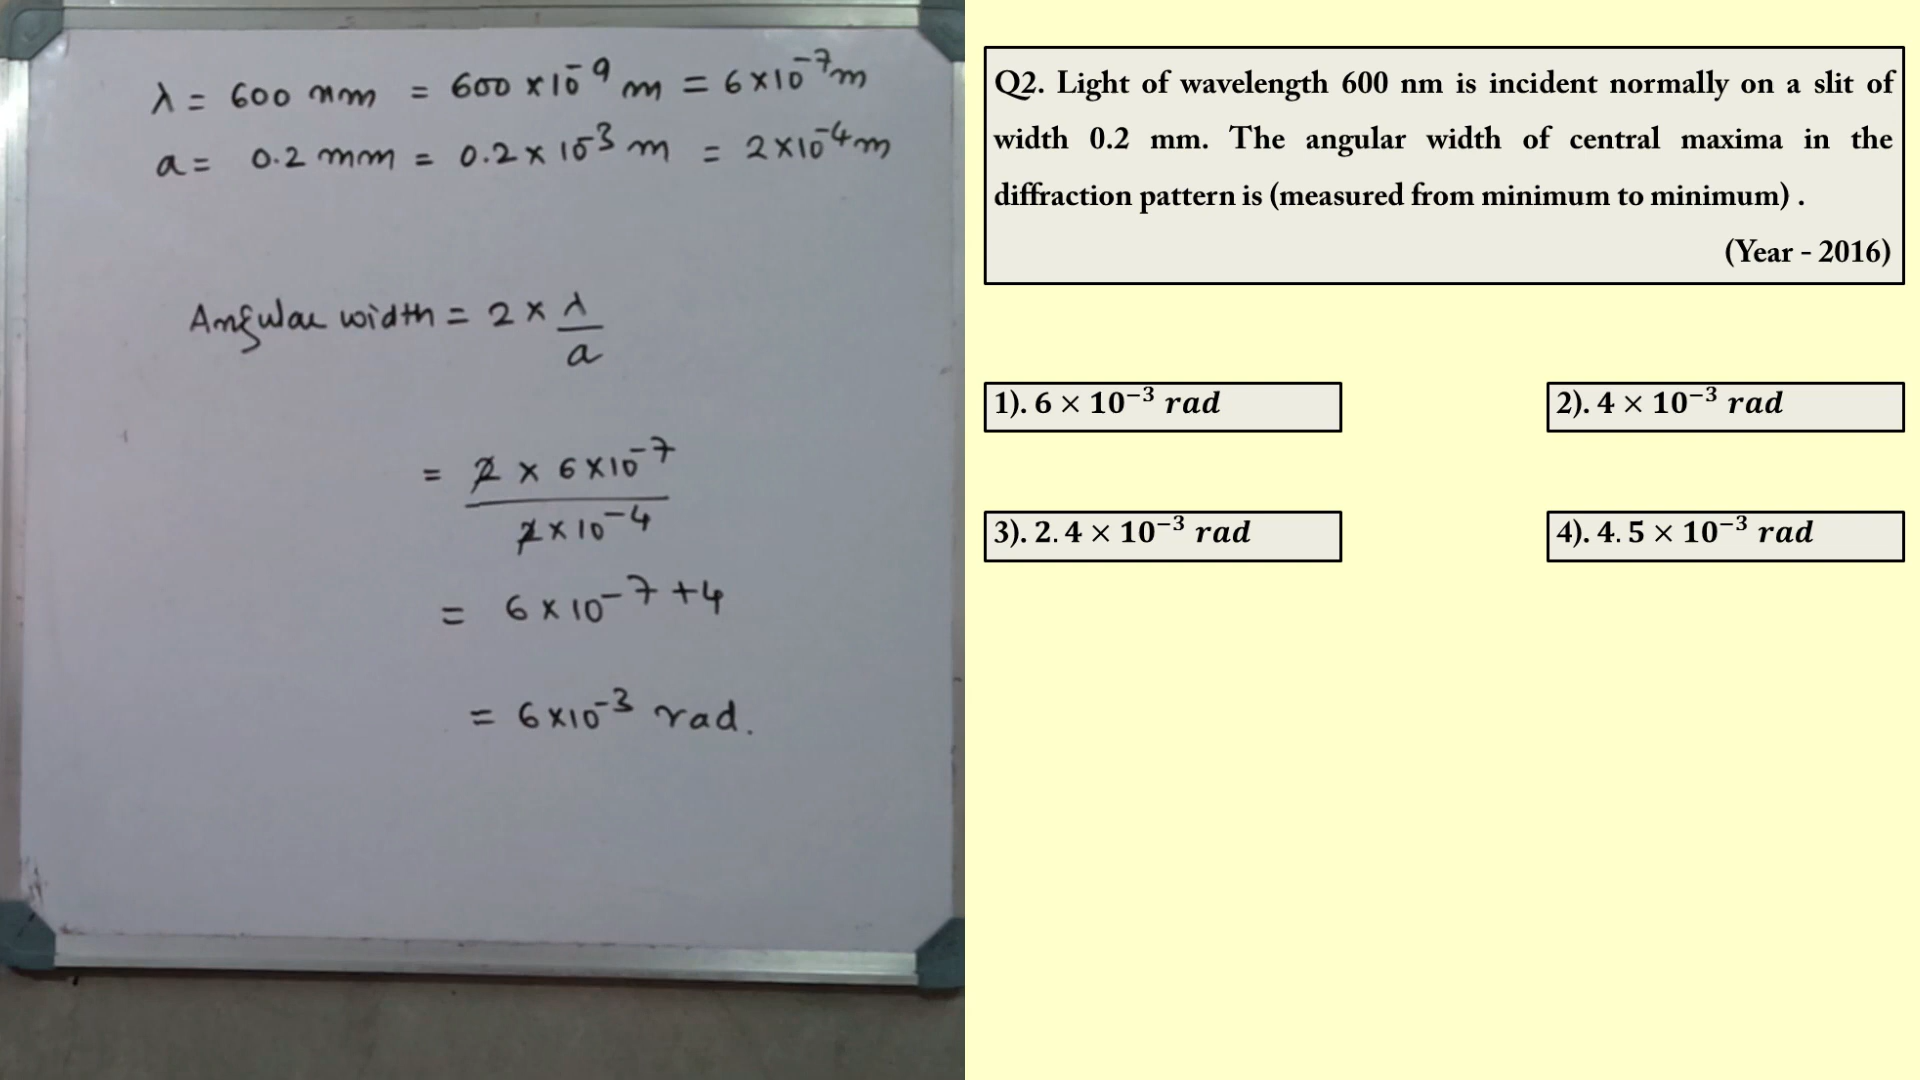 λ = 600 nm = 600 × 10⁻⁹ m = 6 × 10⁻⁷ m
a = 0.2 mm = 0.2 × 10⁻³ m = 2 × 10⁻⁴ m
Angular width = 2 × λ / a
= 2 × 6 × 10⁻⁷ / 2 × 10⁻⁴
= 6 × 10⁻⁷ ⁺⁴
= 6 × 10⁻³ rad.
Q2. Light of wavelength 600 nm is incident normally on a slit of
width 0.2 mm. The angular width of central maxima in the
diffraction pattern is (measured from minimum to minimum) .
(Year - 2016)
1). 6 × 10⁻³ rad
2). 4 × 10⁻³ rad
3). 2. 4 × 10⁻³ rad
4). 4. 5 × 10⁻³ rad